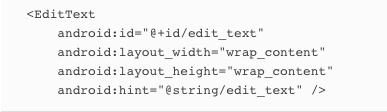 <EditText
    android:id="@+id/edit_text"
    android:layout_width="wrap_content"
    android:layout_height="wrap_content"
    android:hint="@string/edit_text" />